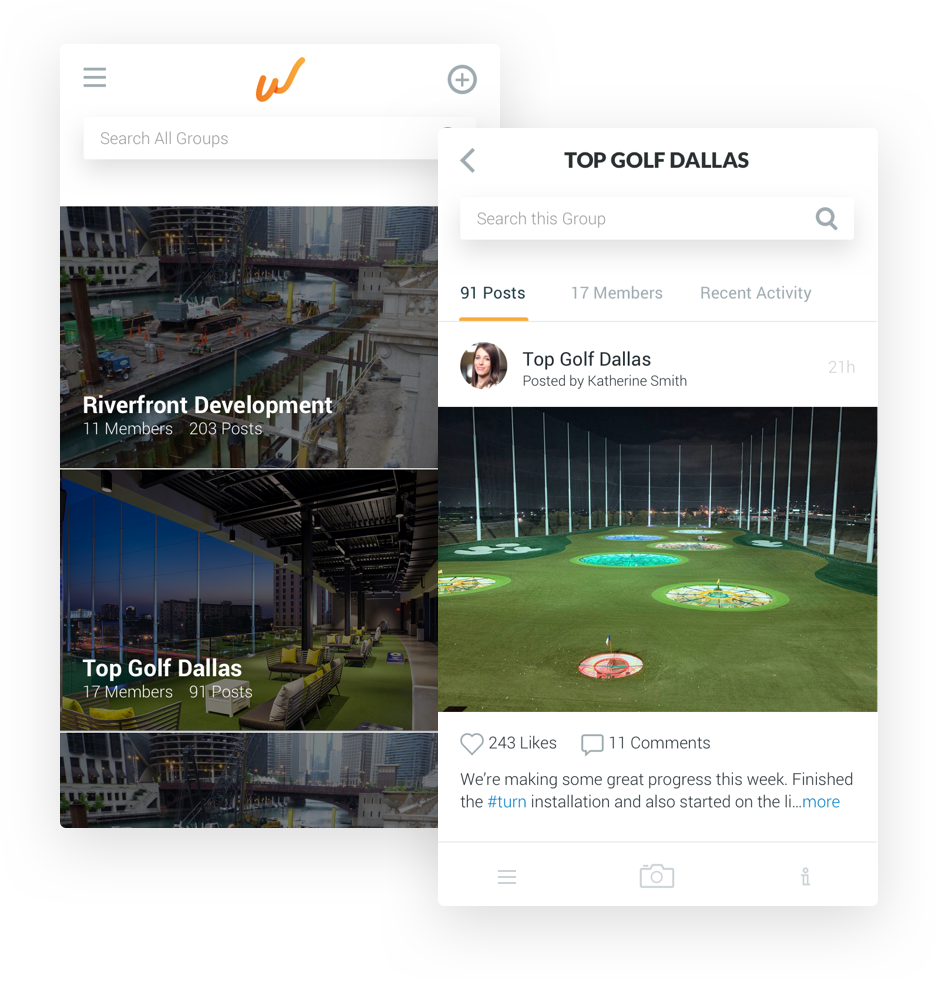 Search All Groups
Riverfront Development
11 Members 203 Posts
Top Golf Dallas
17 Members 91 Posts
TOP GOLF DALLAS
Search this Group
91 Posts 17 Members Recent Activity
Top Golf Dallas 21h
Posted by Katherine Smith
243 Likes 11 Comments
We’re making some great progress this week. Finished
the #turn installation and also started on the li...more